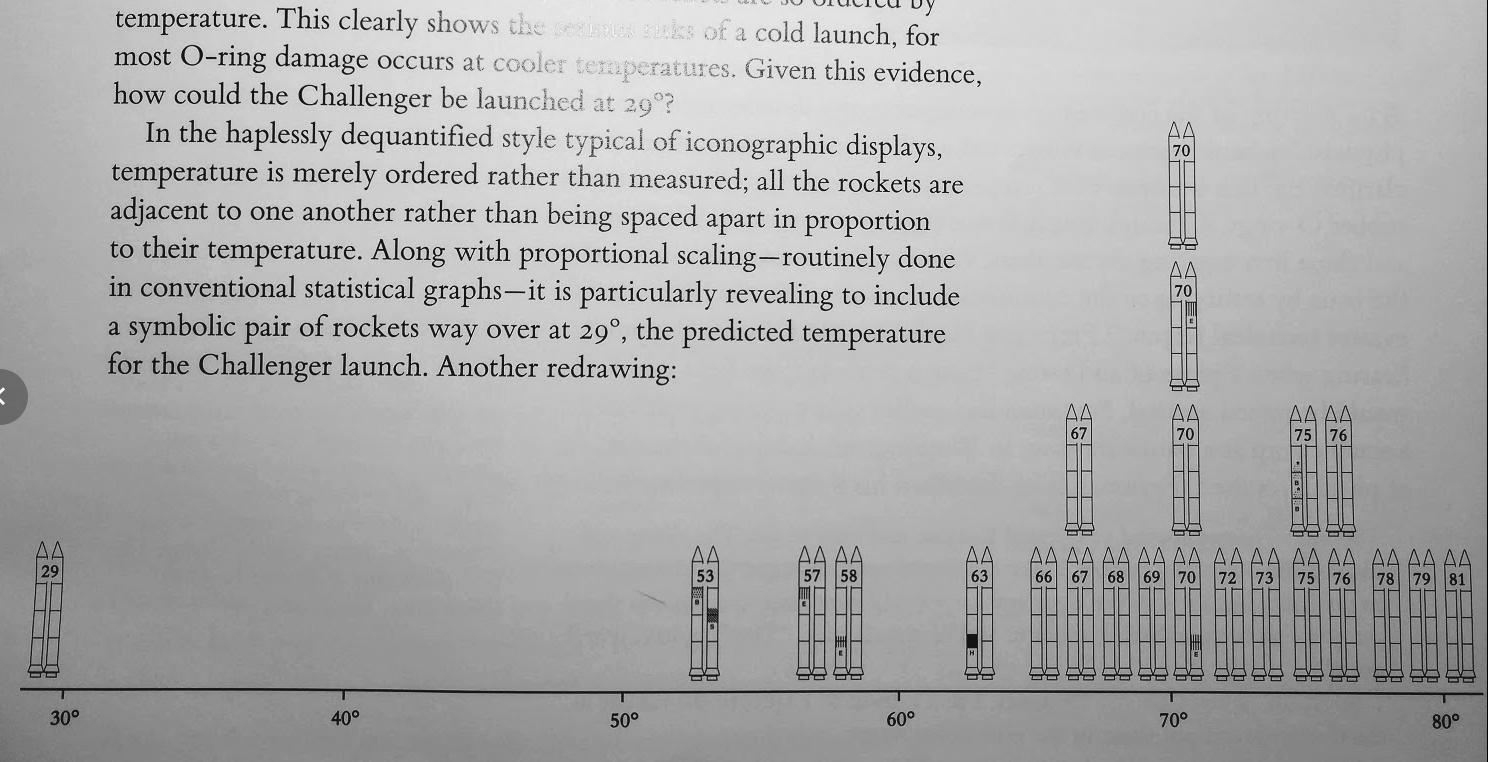 are so ordered by
temperature. This clearly shows the serious risks of a cold launch, for
most O-ring damage occurs at cooler temperatures. Given this evidence,
how could the Challenger be launched at 29°?
In the haplessly dequantified style typical of iconographic displays,
temperature is merely ordered rather than measured; all the rockets are
adjacent to one another rather than being spaced apart in proportion
to their temperature. Along with proportional scaling—routinely done
in conventional statistical graphs—it is particularly revealing to include
a symbolic pair of rockets way over at 29°, the predicted temperature
for the Challenger launch. Another redrawing:
70
70
E
67 70 75 76
B
B
29 53 57 58 63 66 67 68 69 70 72 73 75 76 78 79 81
B E
S
E H E
30° 40° 50° 60° 70° 80°